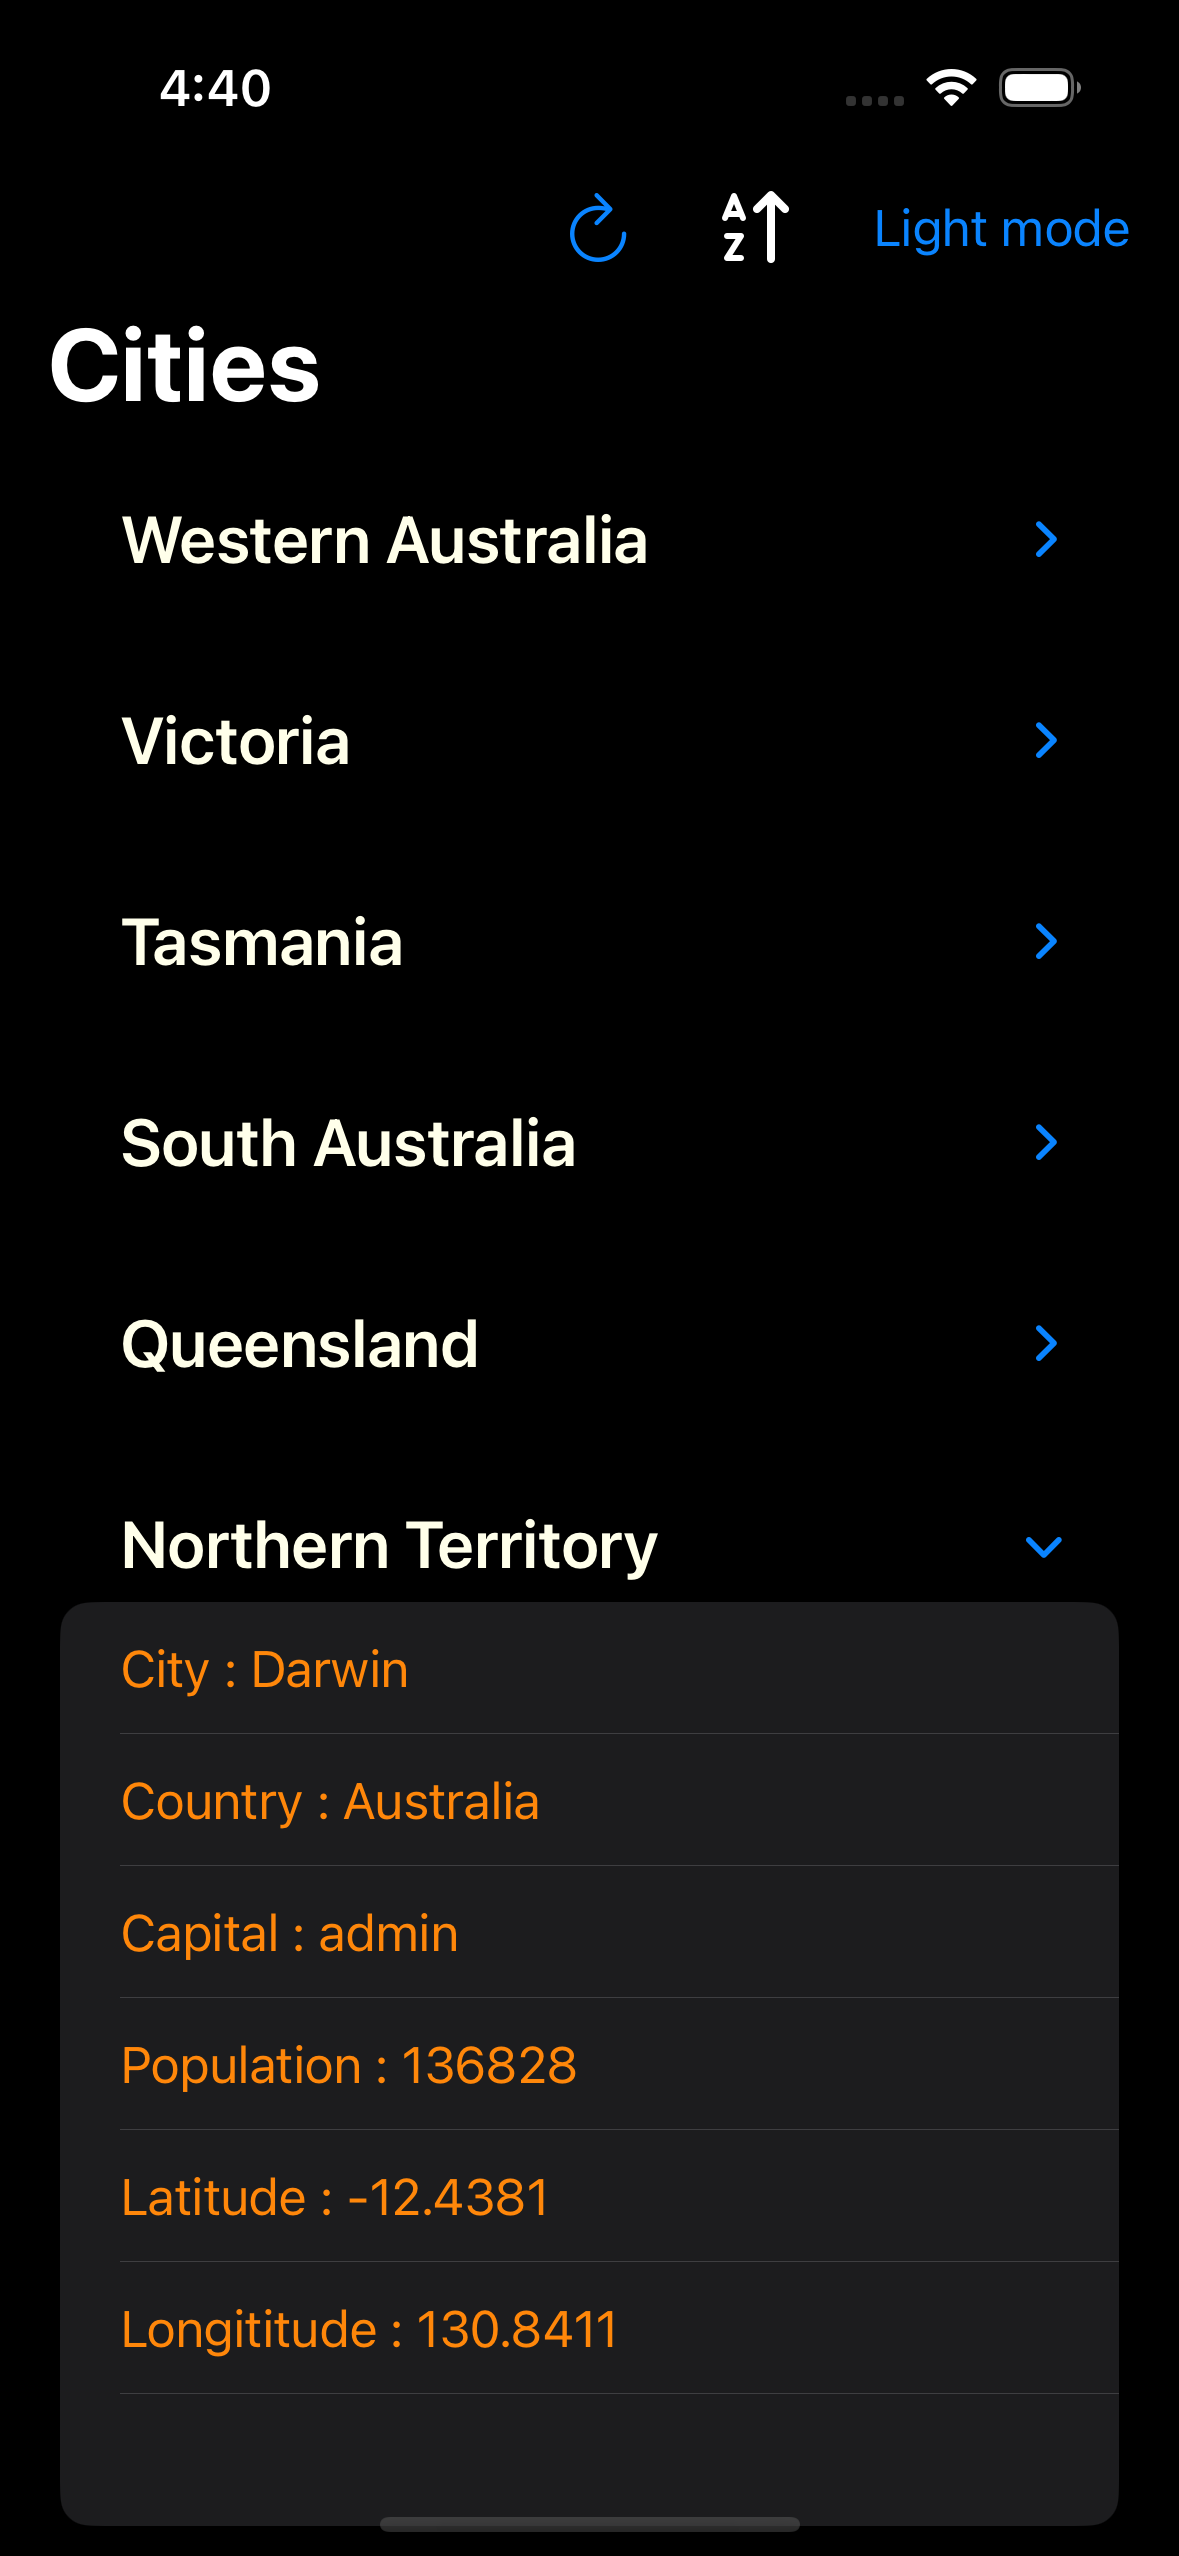 4:40
A
Z
Light mode
Cities
Western Australia
Victoria
Tasmania
South Australia
Queensland
Northern Territory
City : Darwin
Country : Australia
Capital : admin
Population : 136828
Latitude : -12.4381
Longititude : 130.8411